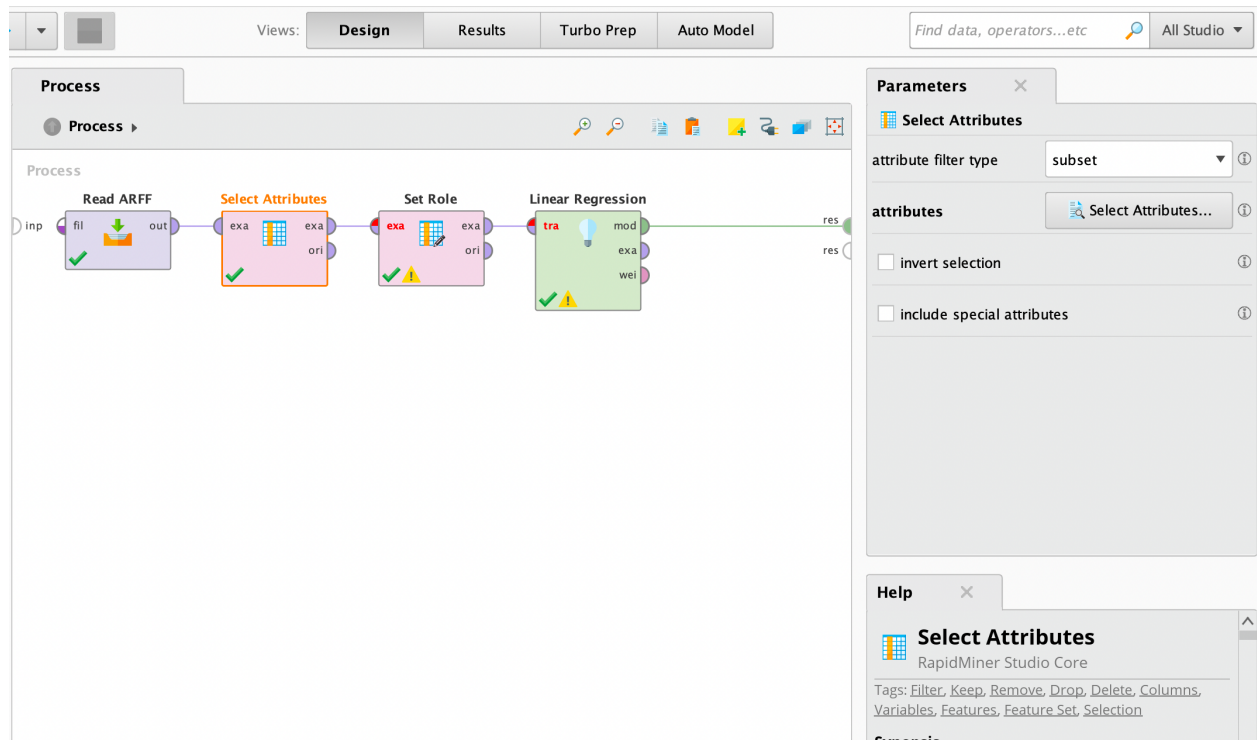 Views: Design Results Turbo Prep Auto Model Find data, operators...etc All Studio
Process
Process
Process
Read ARFF Select Attributes Set Role Linear Regression
inp fil out exa exa exa exa tra mod res
ori ori exa res
wei
Parameters
Select Attributes
attribute filter type subset
attributes Select Attributes...
invert selection
include special attributes
Help
Select Attributes
RapidMiner Studio Core
Tags: Filter, Keep, Remove, Drop, Delete, Columns,
Variables, Features, Feature Set, Selection